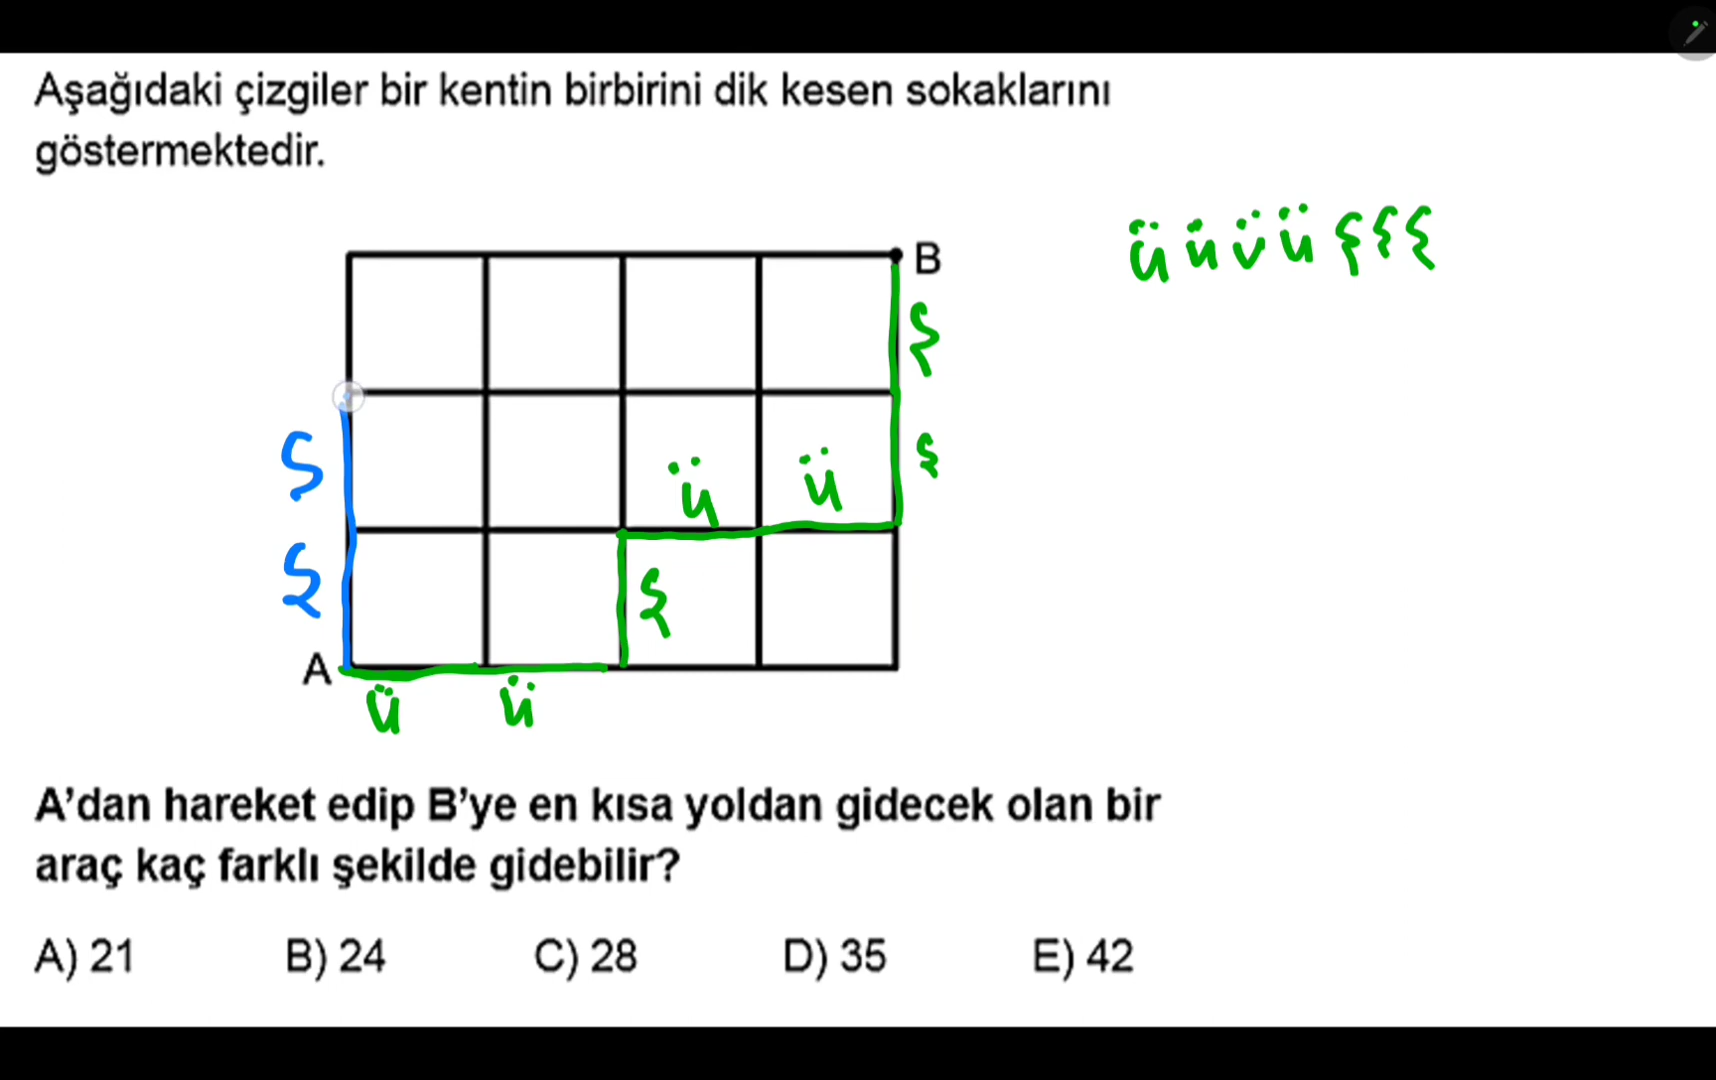 Aşağıdaki çizgiler bir kentin birbirini dik kesen sokaklarını
göstermektedir.
B
ü ü ü ü
ü ü
A
ü ü
A'dan hareket edip B'ye en kısa yoldan gidecek olan bir
araç kaç farklı şekilde gidebilir?
A) 21 B) 24 C) 28 D) 35 E) 42